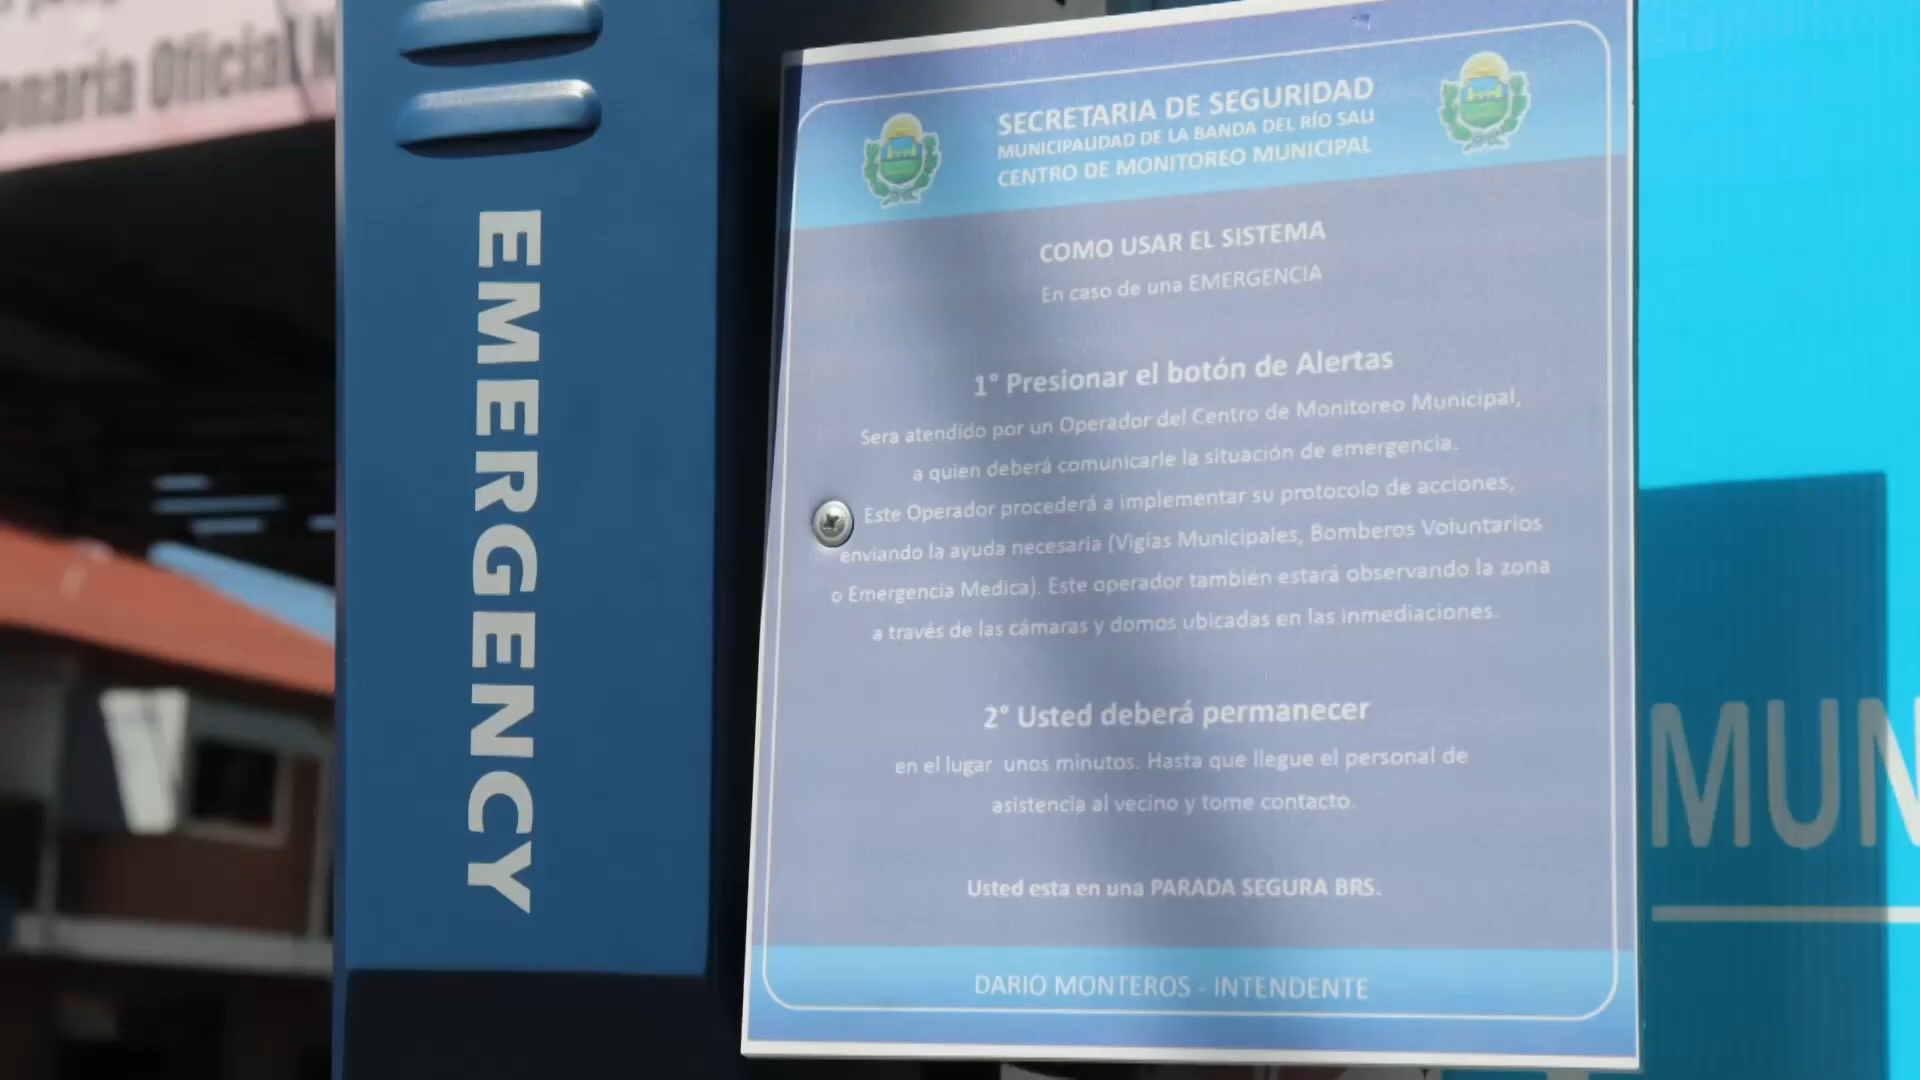 onaria Oficial
EMERGENCY
SECRETARIA DE SEGURIDAD
MUNICIPALIDAD DE LA BANDA DEL RÍO SALI
CENTRO DE MONITOREO MUNICIPAL
COMO USAR EL SISTEMA
En caso de una EMERGENCIA
1° Presionar el botón de Alertas
Sera atendido por un Operador del Centro de Monitoreo Municipal,
a quien deberá comunicarle la situación de emergencia.
Este Operador procederá a implementar su protocolo de acciones,
enviando la ayuda necesaria (Vigías Municipales, Bomberos Voluntarios
o Emergencia Medica). Este operador también estará observando la zona
a través de las cámaras y domos ubicadas en las inmediaciones.
2° Usted deberá permanecer
en el lugar unos minutos. Hasta que llegue el personal de
asistencia al vecino y tome contacto.
Usted esta en una PARADA SEGURA BRS.
DARIO MONTEROS - INTENDENTE
MUN